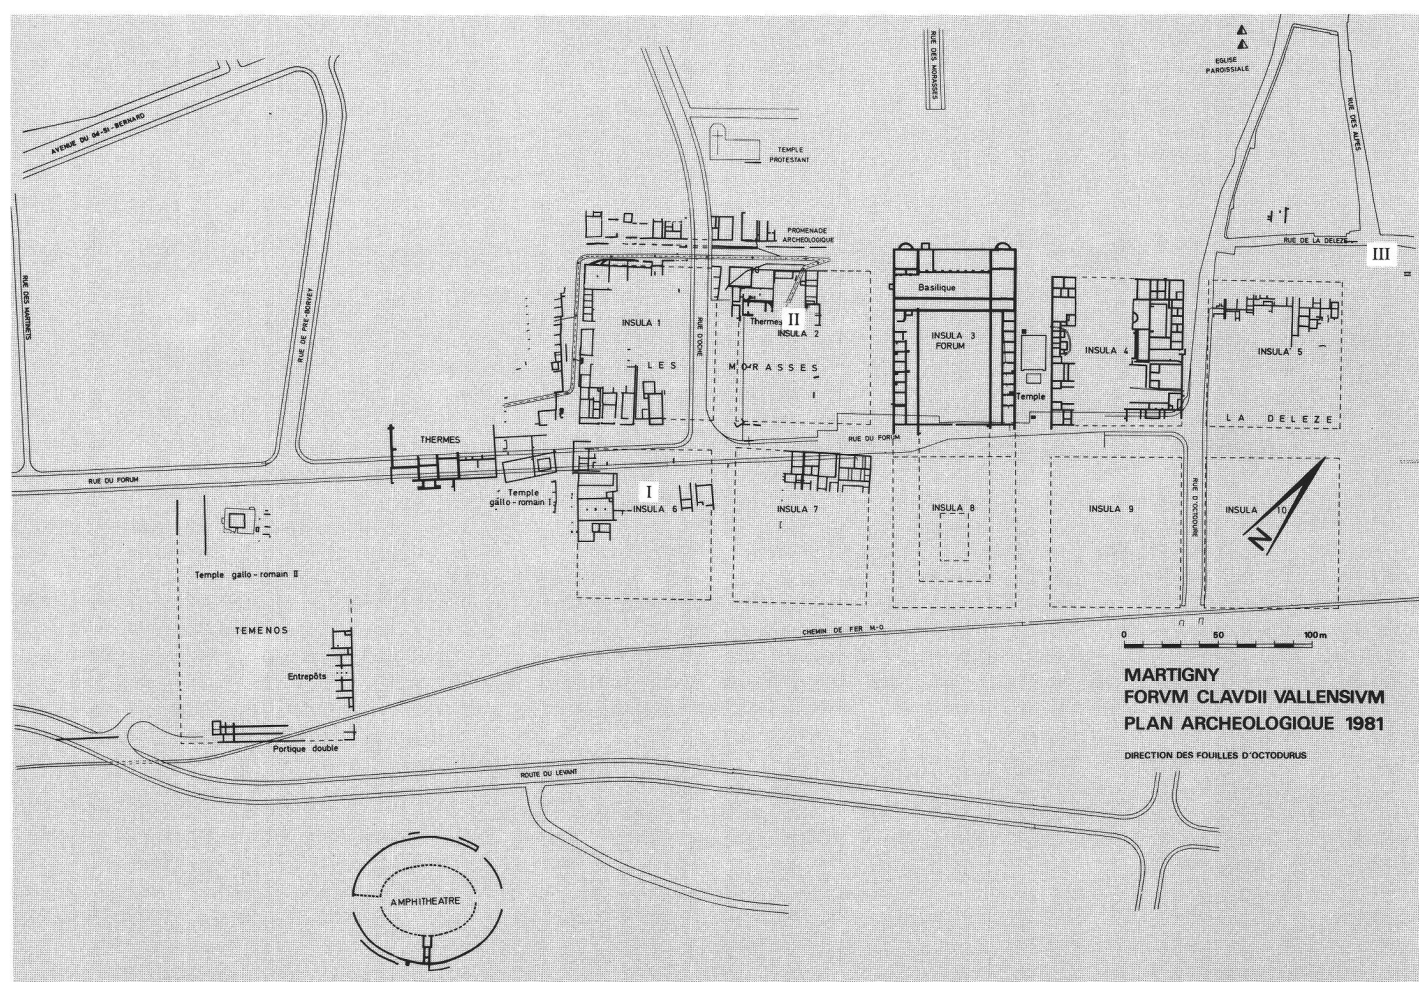 RUE DES MORASSES
EGLISE
PAROISSIALE
RUE DES ALPES
AVENUE DU Gd-St-BERNARD
TEMPLE
PROTESTANT
PROMENADE
ARCHEOLOGIQUE
RUE DE LA DELEZE
III
RUE DES MARTINETS
RUE DE PRE-BORVEY
Basilique
INSULA 1
RUE D'OCHE
Thermes
II
INSULA 2
INSULA 3
FORUM
INSULA 4
INSULA 5
LES
MORASSES
Temple
LA DELEZE
THERMES
RUE DU FORUM
RUE DU FORUM
Temple
gallo-romain I
I
INSULA 6
INSULA 7
INSULA 8
INSULA 9
RUE D'OCTODURE
INSULA 10
N
Temple gallo-romain II
TEMENOS
CHEMIN DE FER M-O
0 50 100 m
Entrepôts
MARTIGNY
FORVM CLAVDII VALLENSIVM
PLAN ARCHEOLOGIQUE 1981
Portique double
DIRECTION DES FOUILLES D'OCTODURUS
ROUTE DU LEVANT
AMPHITHEATRE